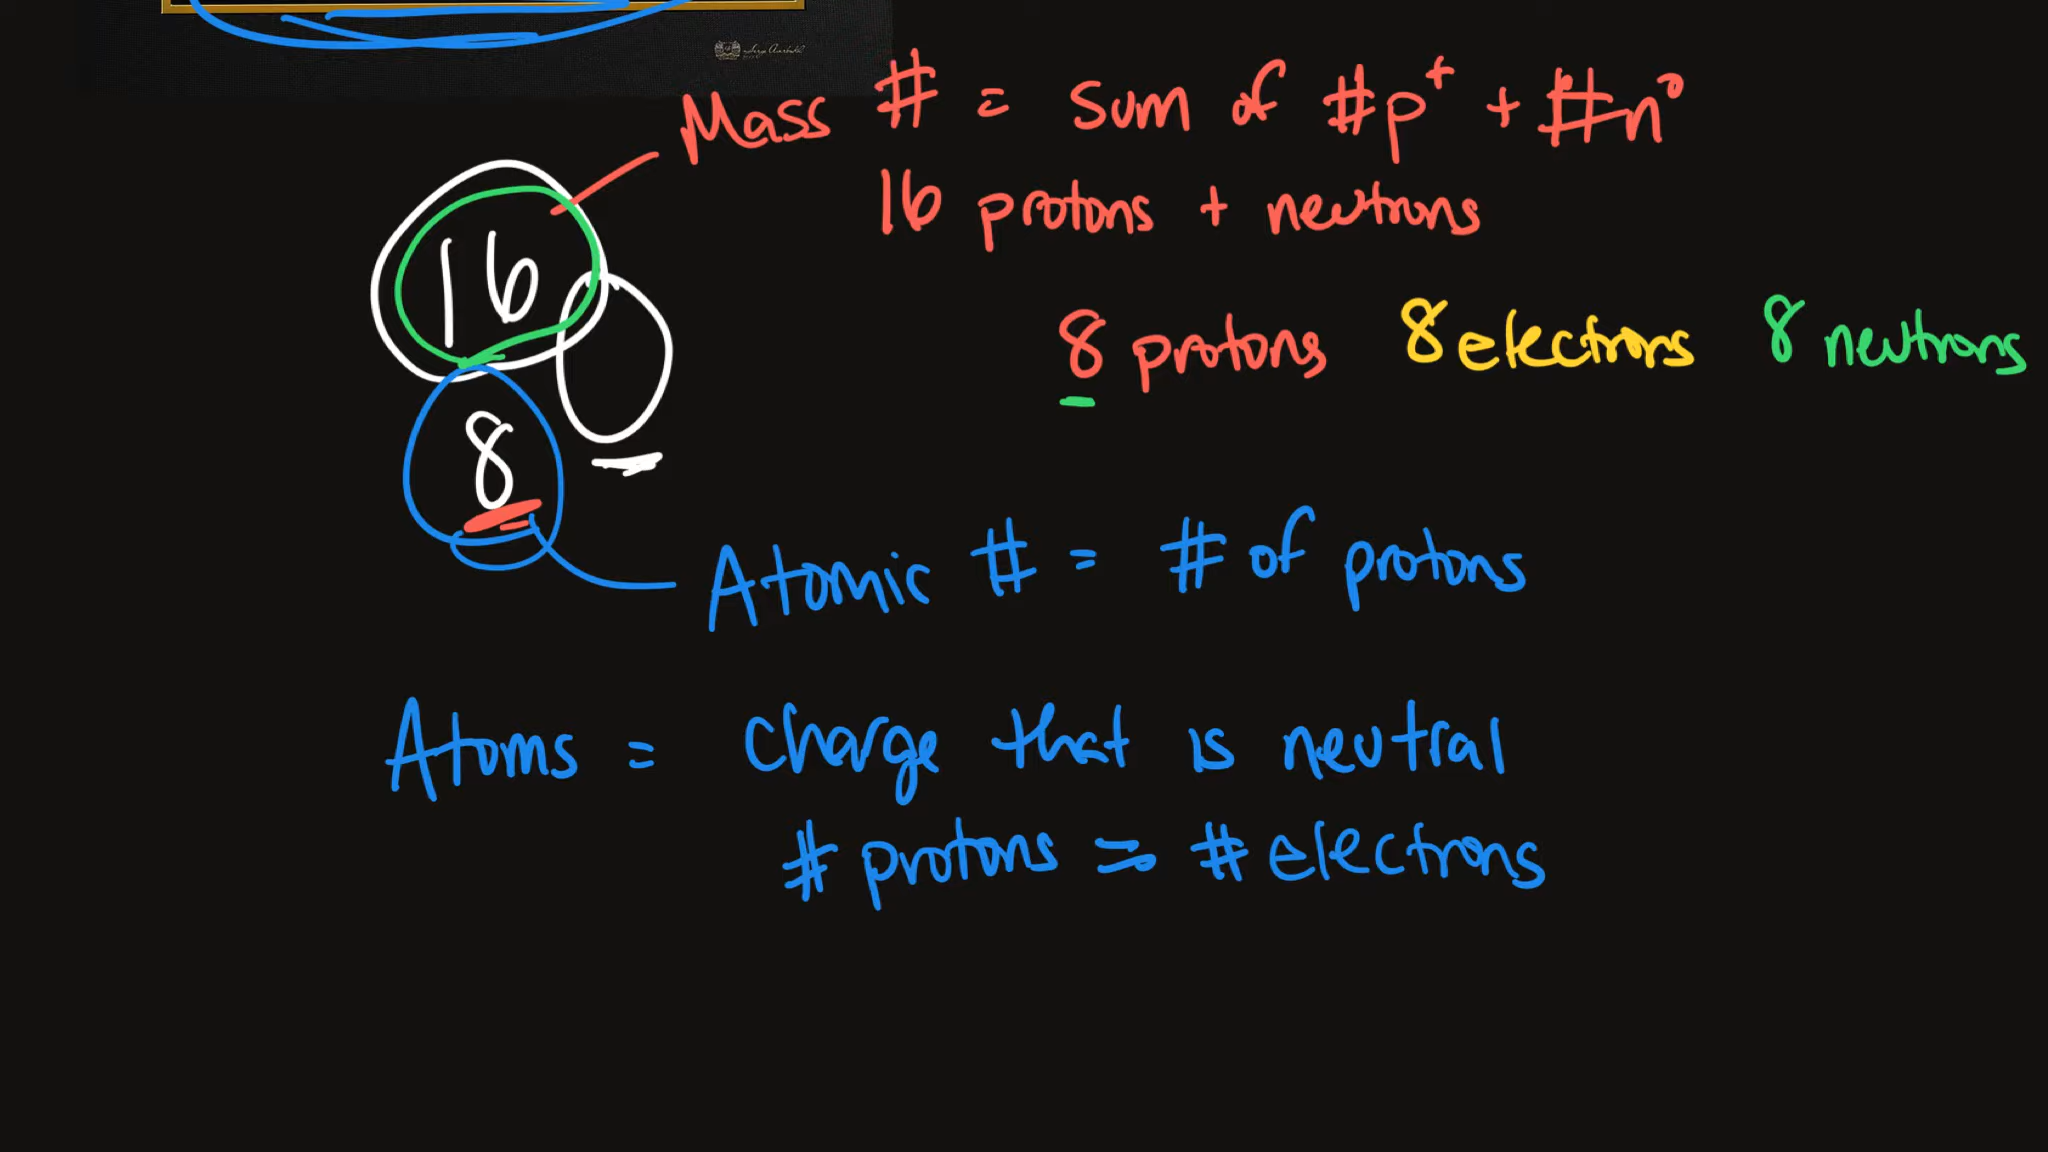 Mass # = sum of #p⁺ + #n⁰
16 protons + neutrons
16
O
8
8 protons 8 electrons 8 neutrons
Atomic # = # of protons
Atoms = charge that is neutral
# protons = # electrons